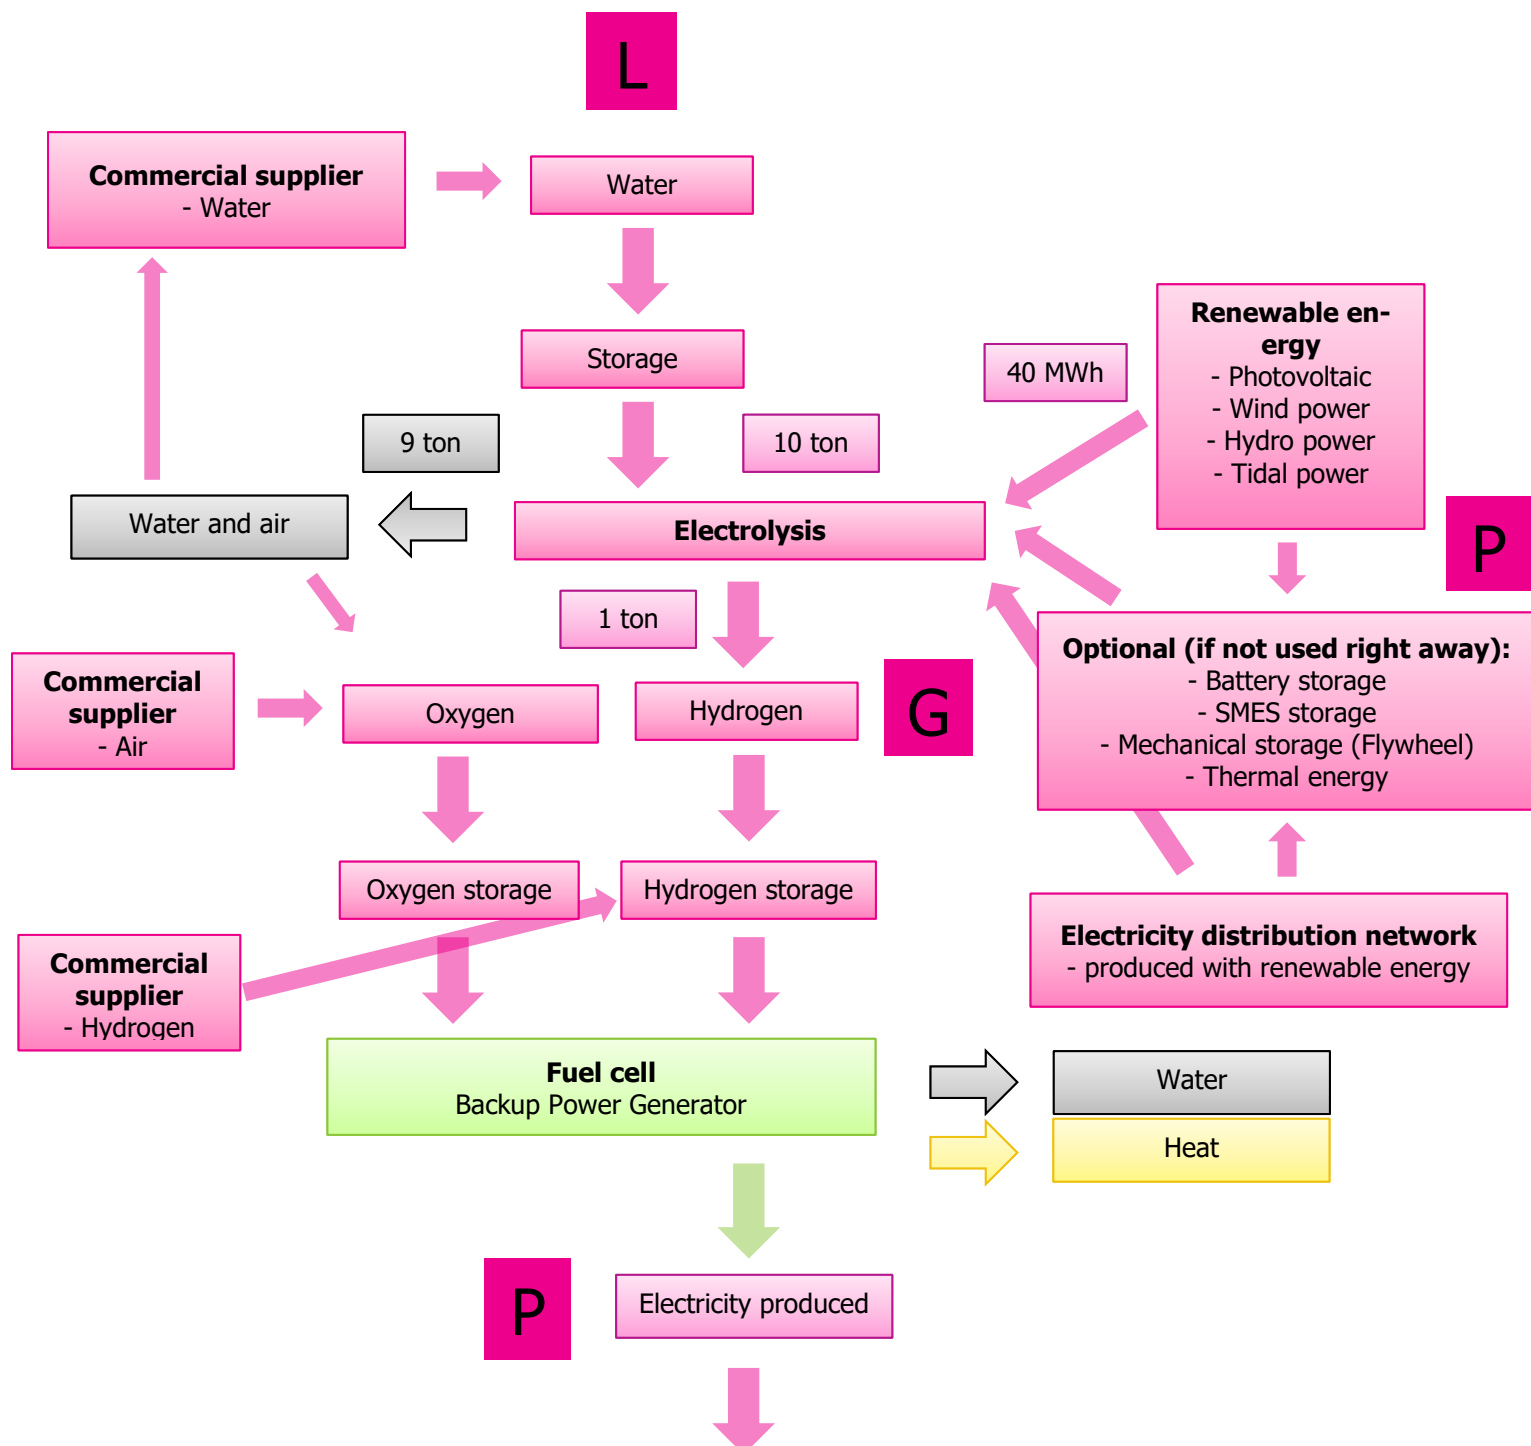 L
Commercial supplier
- Water
Water
Storage
40 MWh
Renewable en-
ergy
- Photovoltaic
- Wind power
- Hydro power
- Tidal power
9 ton
10 ton
Water and air
Electrolysis
P
1 ton
Commercial
supplier
- Air
Oxygen
Hydrogen
G
Optional (if not used right away):
- Battery storage
- SMES storage
- Mechanical storage (Flywheel)
- Thermal energy
Oxygen storage
Hydrogen storage
Commercial
supplier
- Hydrogen
Electricity distribution network
- produced with renewable energy
Fuel cell
Backup Power Generator
Water
Heat
P
Electricity produced